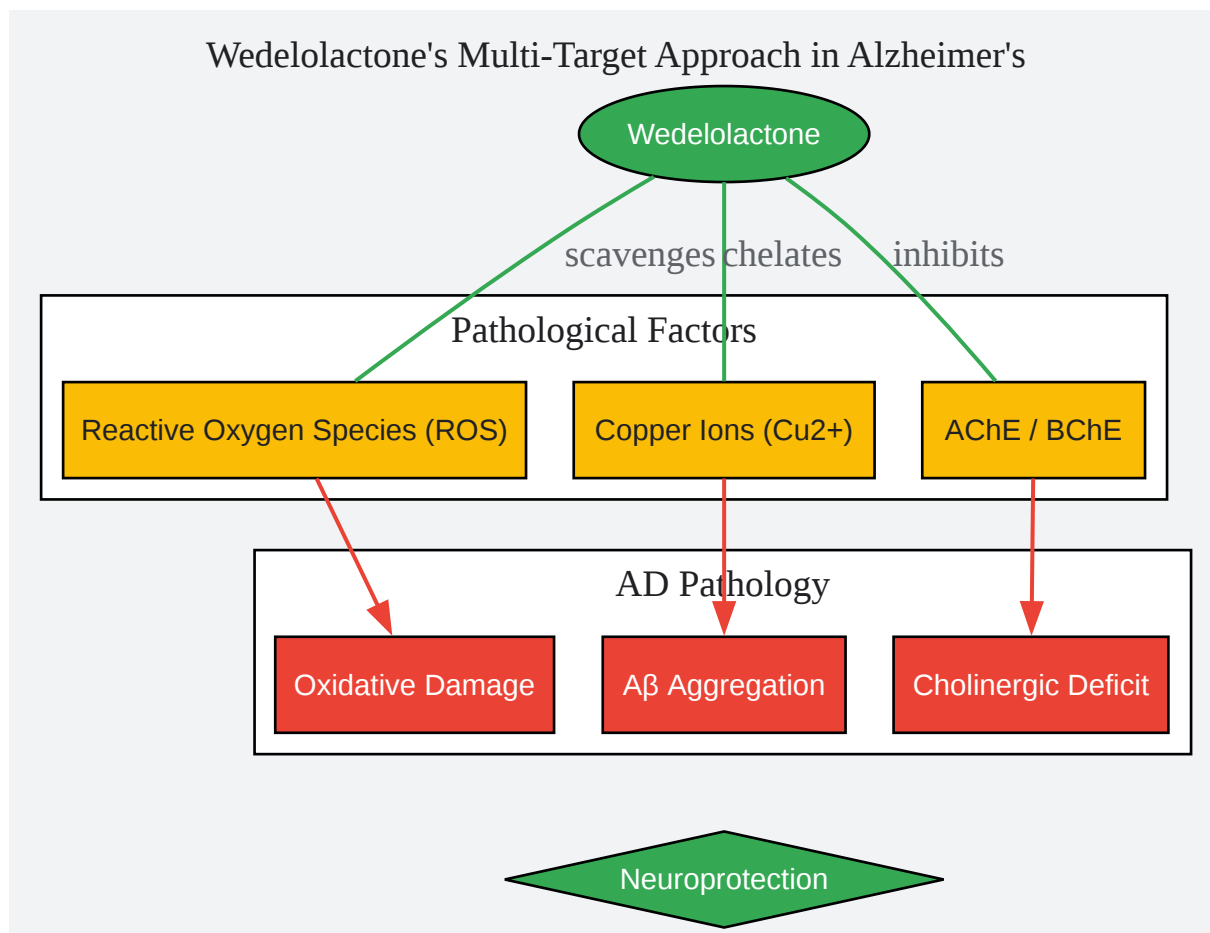 Wedelolactone's Multi-Target Approach in Alzheimer's
Wedelolactone
scavenges
chelates
inhibits
Pathological Factors
Reactive Oxygen Species (ROS)
Copper Ions (Cu2+)
AChE / BChE
AD Pathology
Oxidative Damage
Aβ Aggregation
Cholinergic Deficit
Neuroprotection